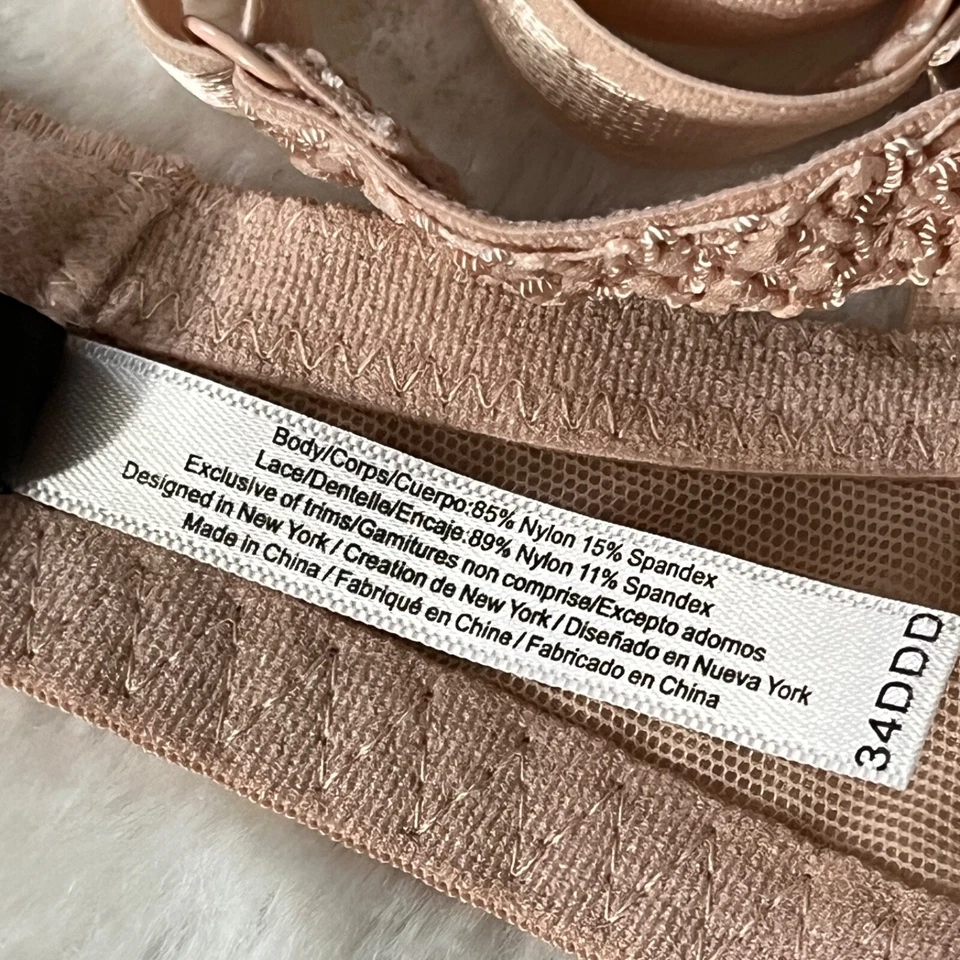 Body/Corps/Cuerpo:85% Nylon 15% Spandex
Lace/Dentelle/Encaje:89% Nylon 11% Spandex
Exclusive of trims/Garnitures non comprise/Excepto adornos
Designed in New York / Creation de New York / Diseñado en Nueva York
Made in China / Fabriqué en Chine / Fabricado en China
34DDD